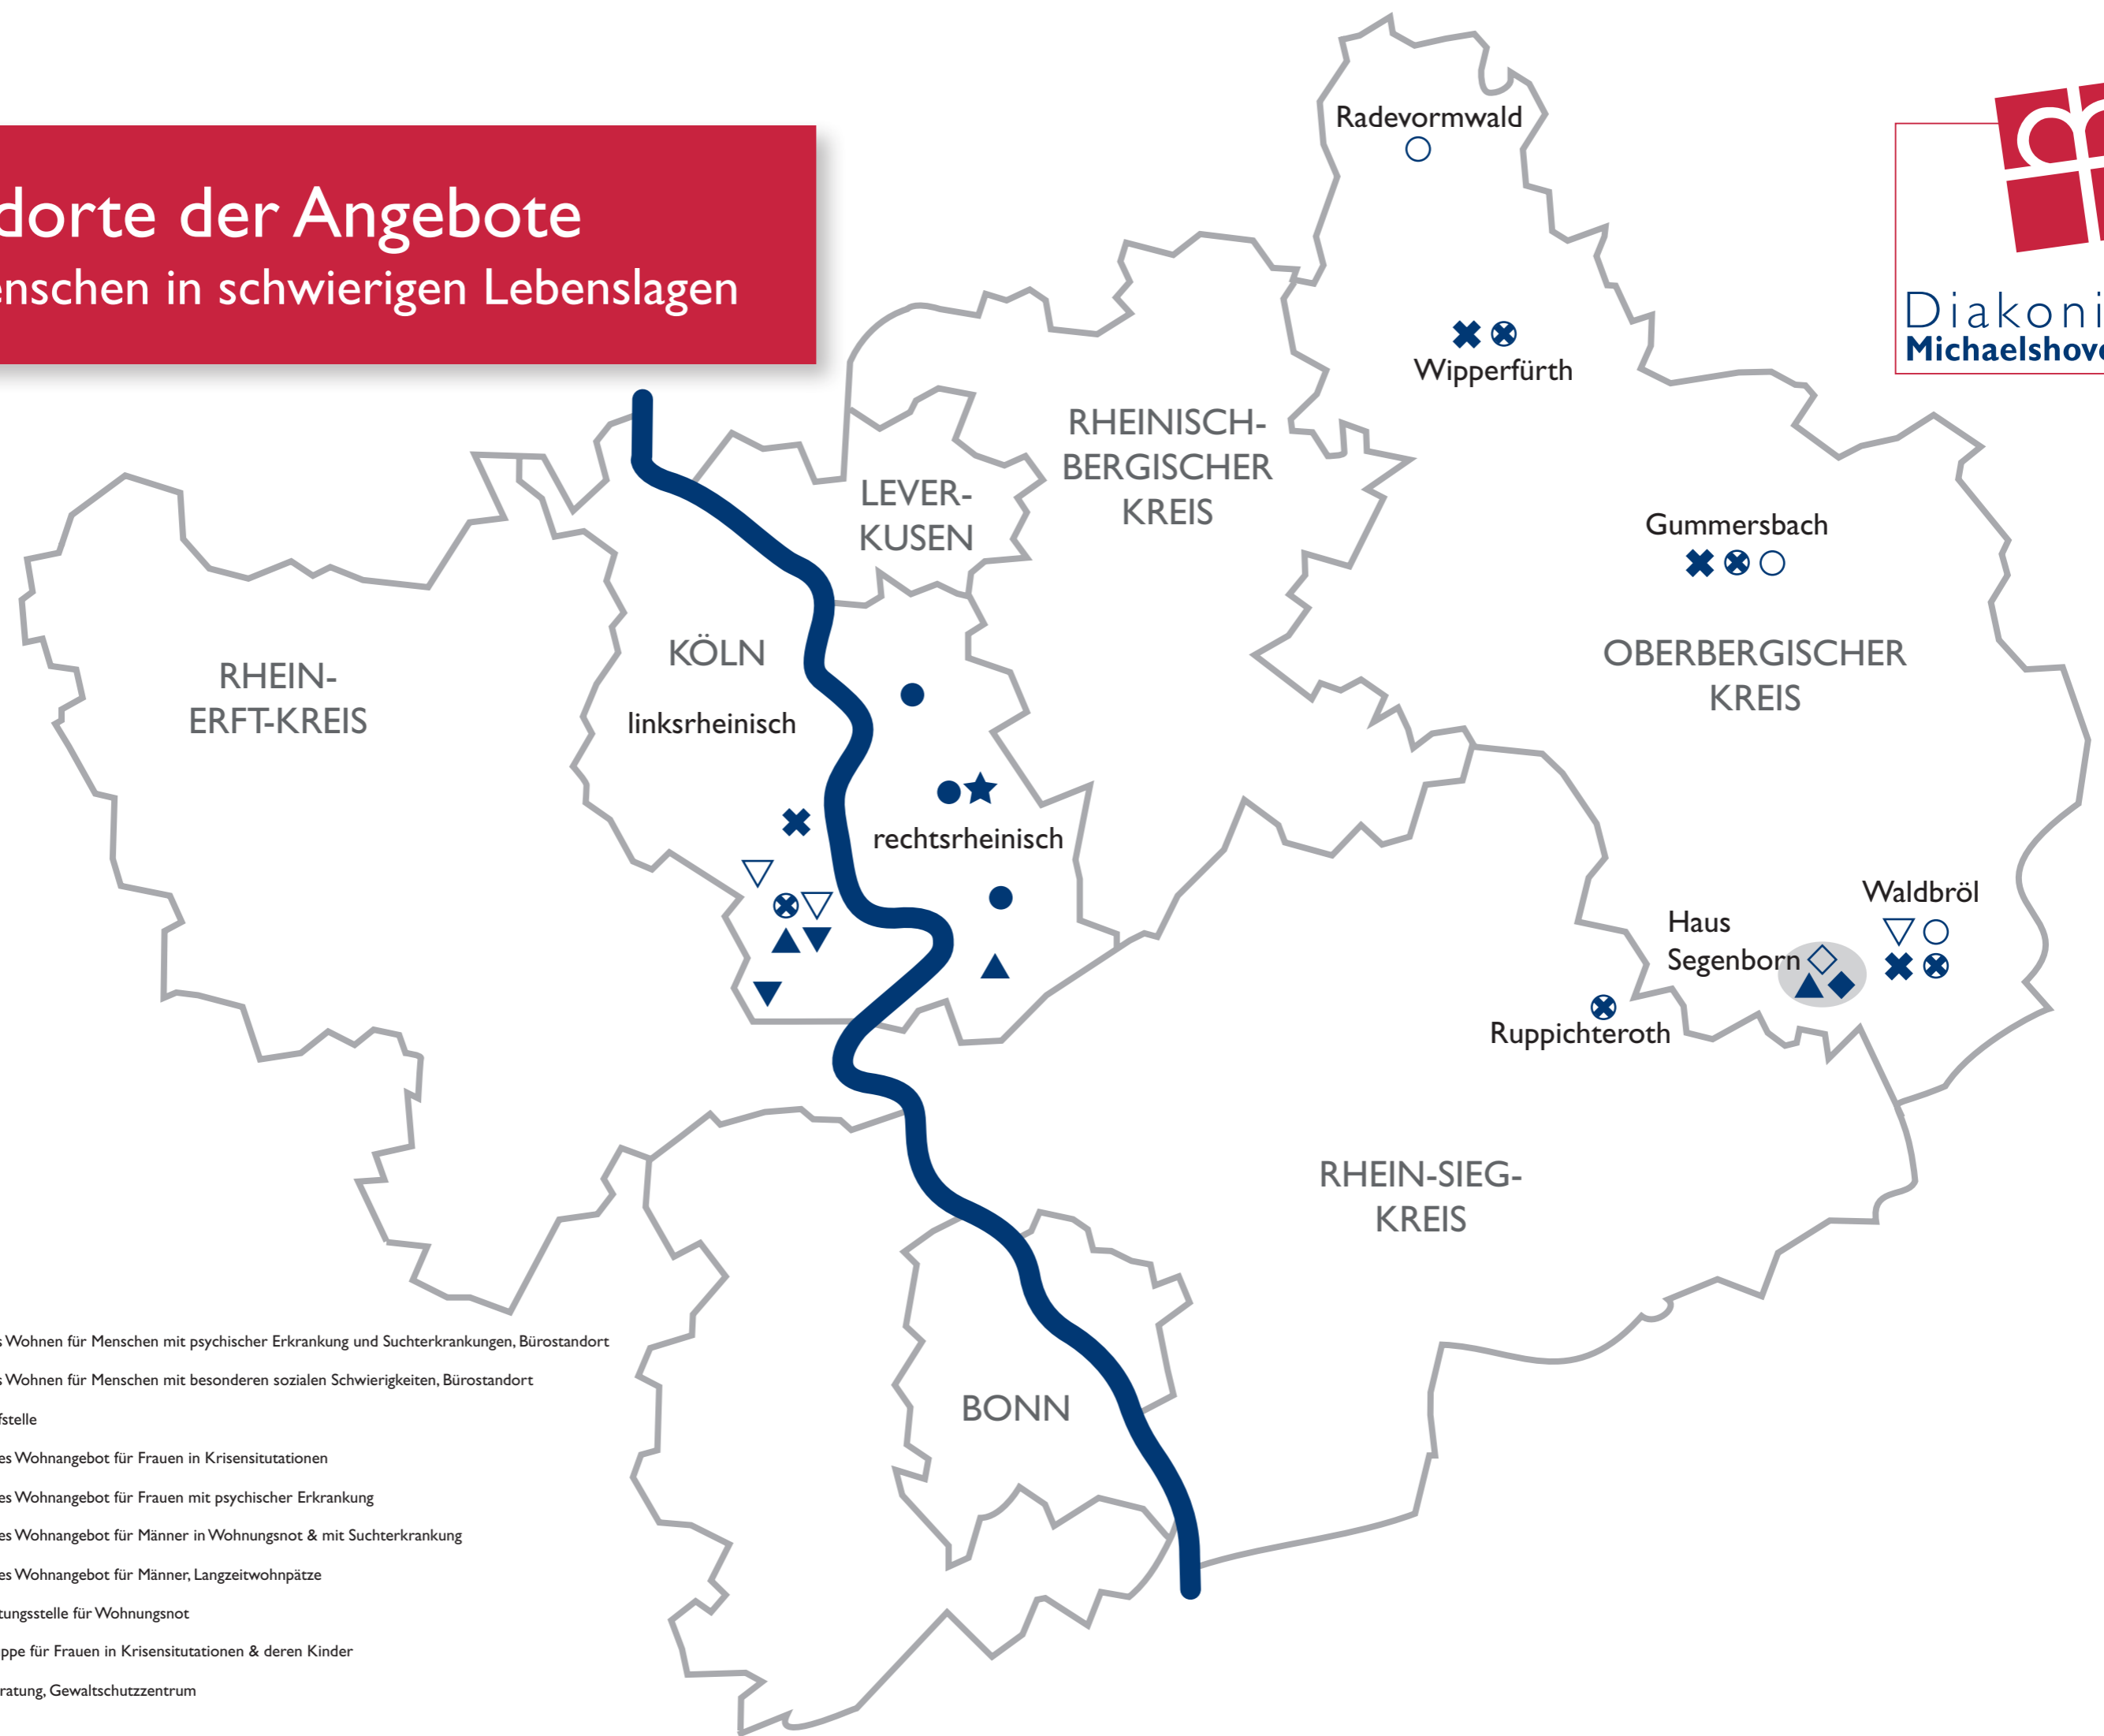 dorte der Angebote
enschen in schwierigen Lebenslagen
Radevormwald
Diakoni
Michaelshov
Wipperfürth
RHEINISCH-
BERGISCHER
KREIS
LEVER-
KUSEN
Gummersbach
KÖLN
linksrheinisch
RHEIN-
ERFT-KREIS
OBERBERGISCHER
KREIS
rechtsrheinisch
Waldbröl
Haus
Segenborn
Ruppichteroth
RHEIN-SIEG-
KREIS
BONN
s Wohnen für Menschen mit psychischer Erkrankung und Suchterkrankungen, Bürostandort
s Wohnen für Menschen mit besonderen sozialen Schwierigkeiten, Bürostandort
fstelle
es Wohnangebot für Frauen in Krisensitutationen
es Wohnangebot für Frauen mit psychischer Erkrankung
es Wohnangebot für Männer in Wohnungsnot & mit Suchterkrankung
es Wohnangebot für Männer, Langzeitwohnpätze
tungsstelle für Wohnungsnot
ppe für Frauen in Krisensitutationen & deren Kinder
ratung, Gewaltschutzzentrum